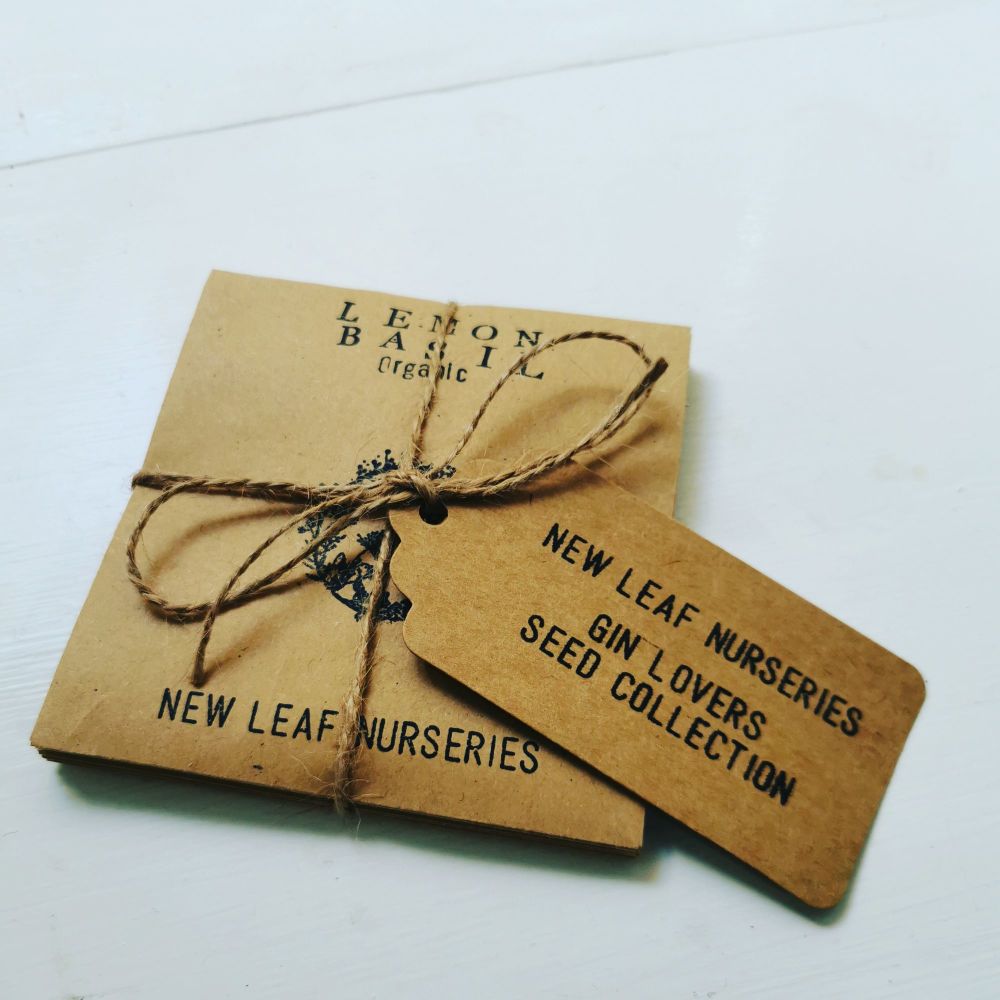 LEMON
BASIL
Organic
NEW LEAF NURSERIES
NEW LEAF NURSERIES
GIN LOVERS
SEED COLLECTION